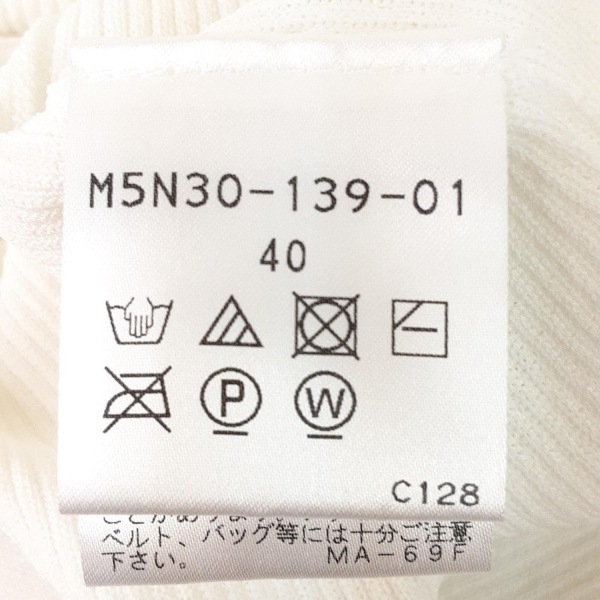 M5N30-139-01
40
P W
C128
ベルト、バッグ等には十分ご注意
下さい。 MA-69F